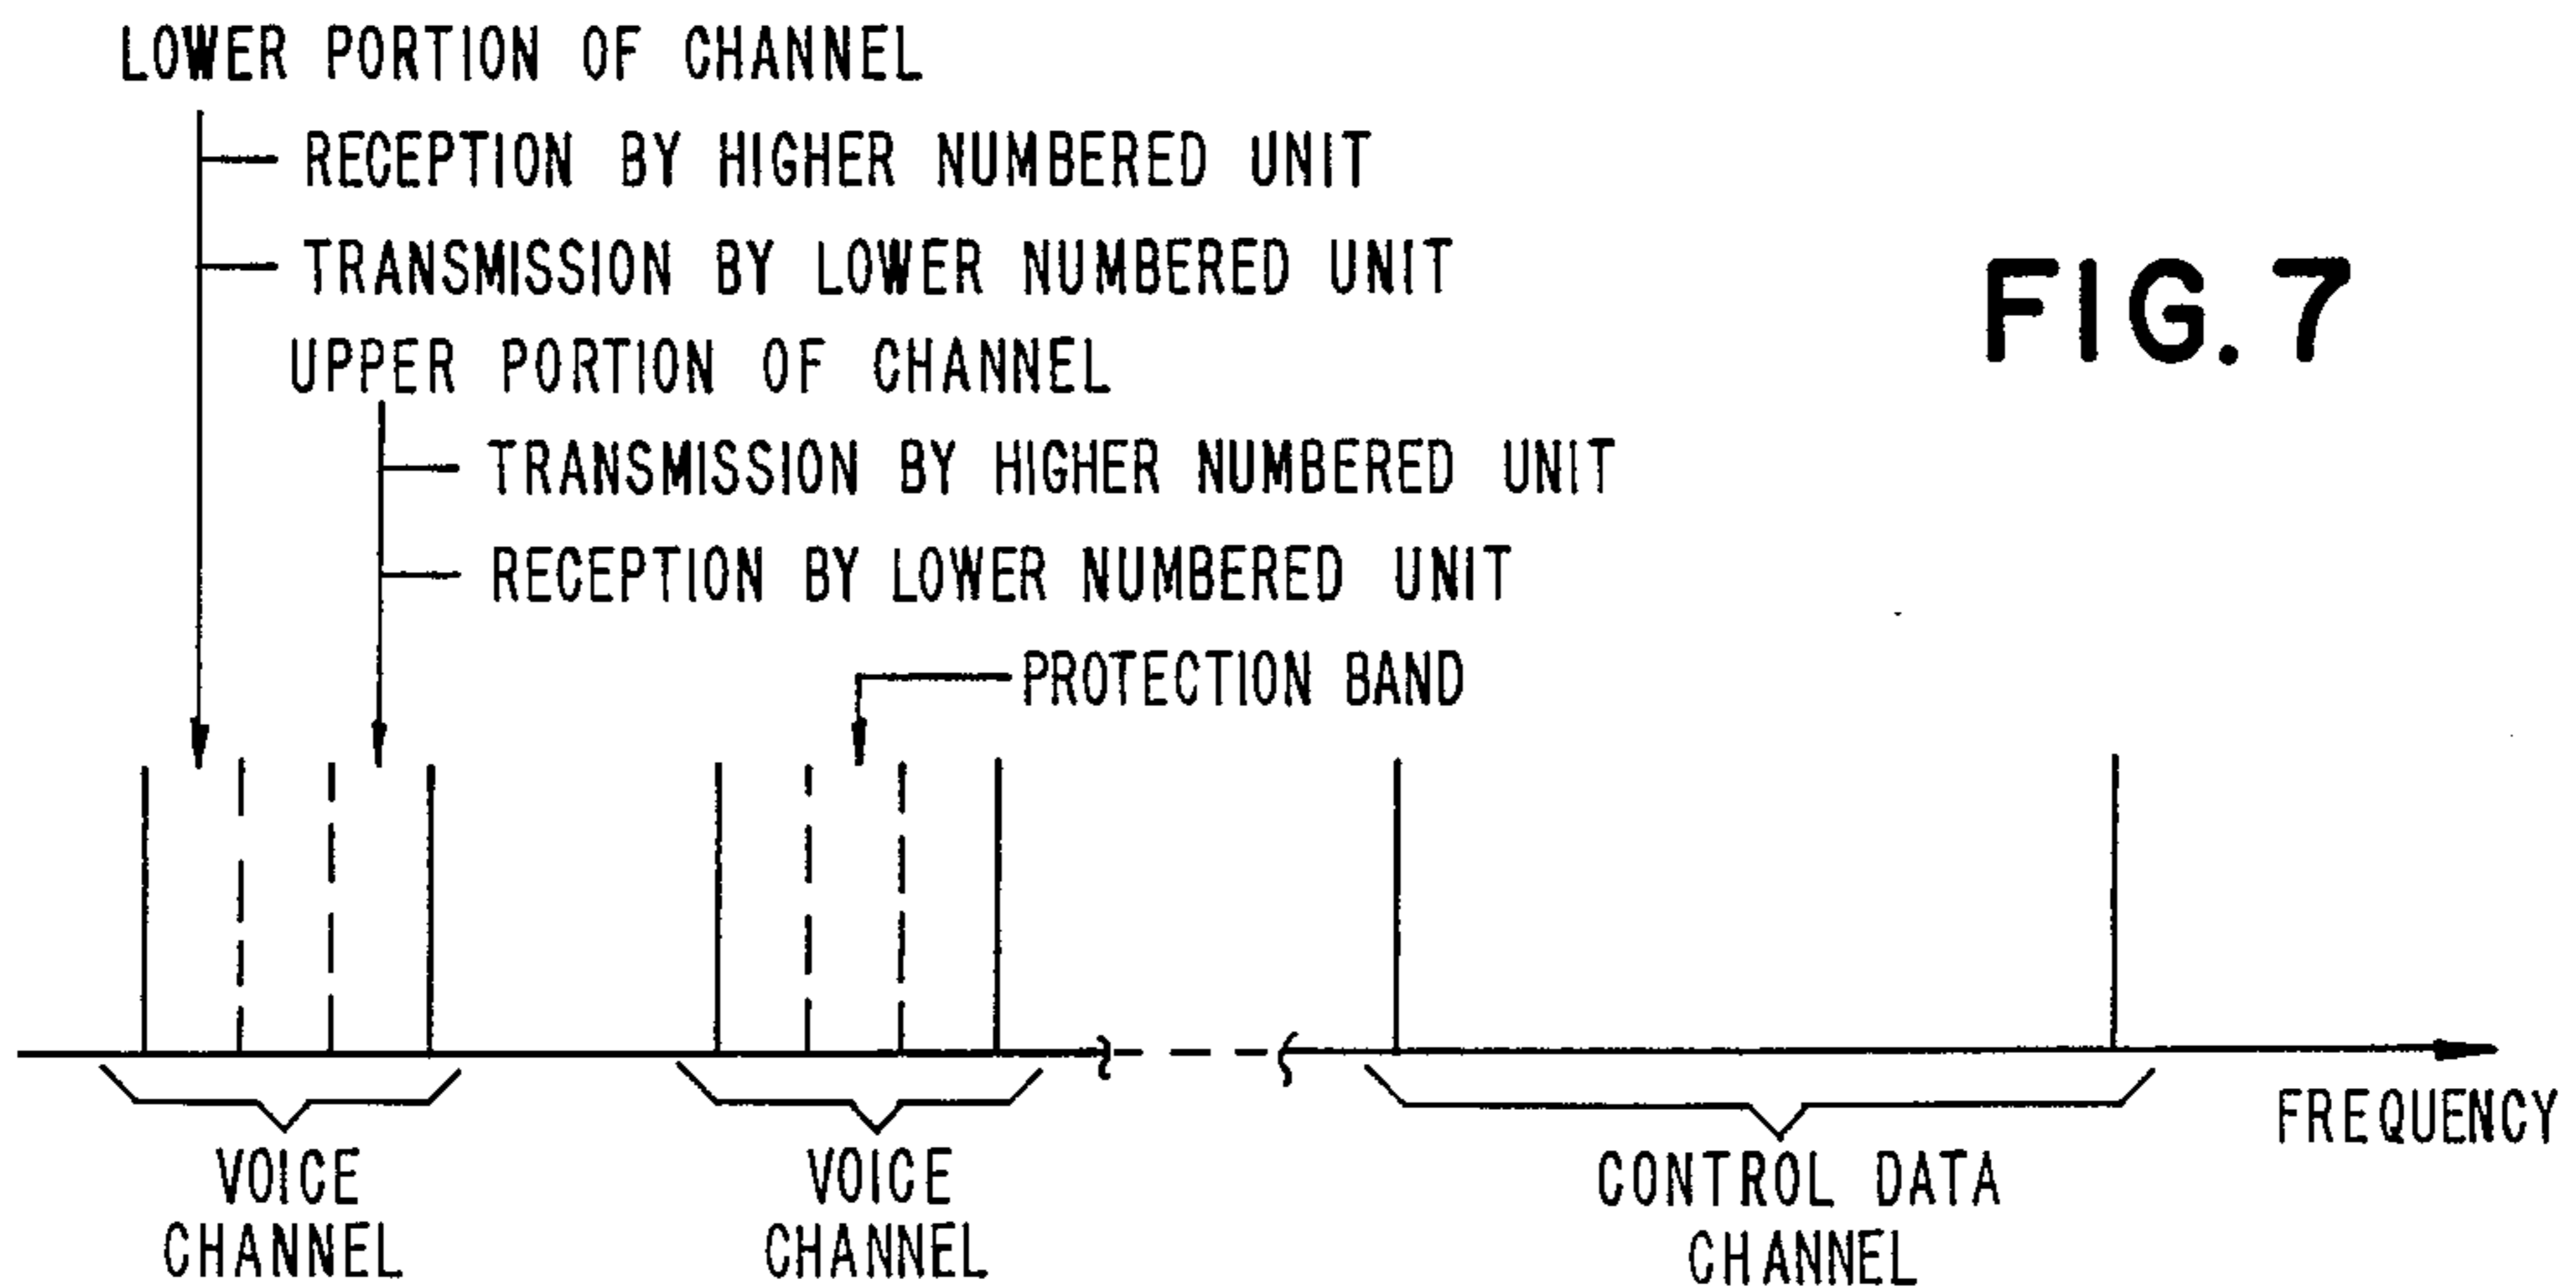 LOWER PORTION OF CHANNEL
RECEPTION BY HIGHER NUMBERED UNIT
TRANSMISSION BY LOWER NUMBERED UNIT
FIG. 7
UPPER PORTION OF CHANNEL
TRANSMISSION BY HIGHER NUMBERED UNIT
RECEPTION BY LOWER NUMBERED UNIT
PROTECTION BAND
FREQUENCY
VOICE
CHANNEL
VOICE
CHANNEL
CONTROL DATA
CHANNEL